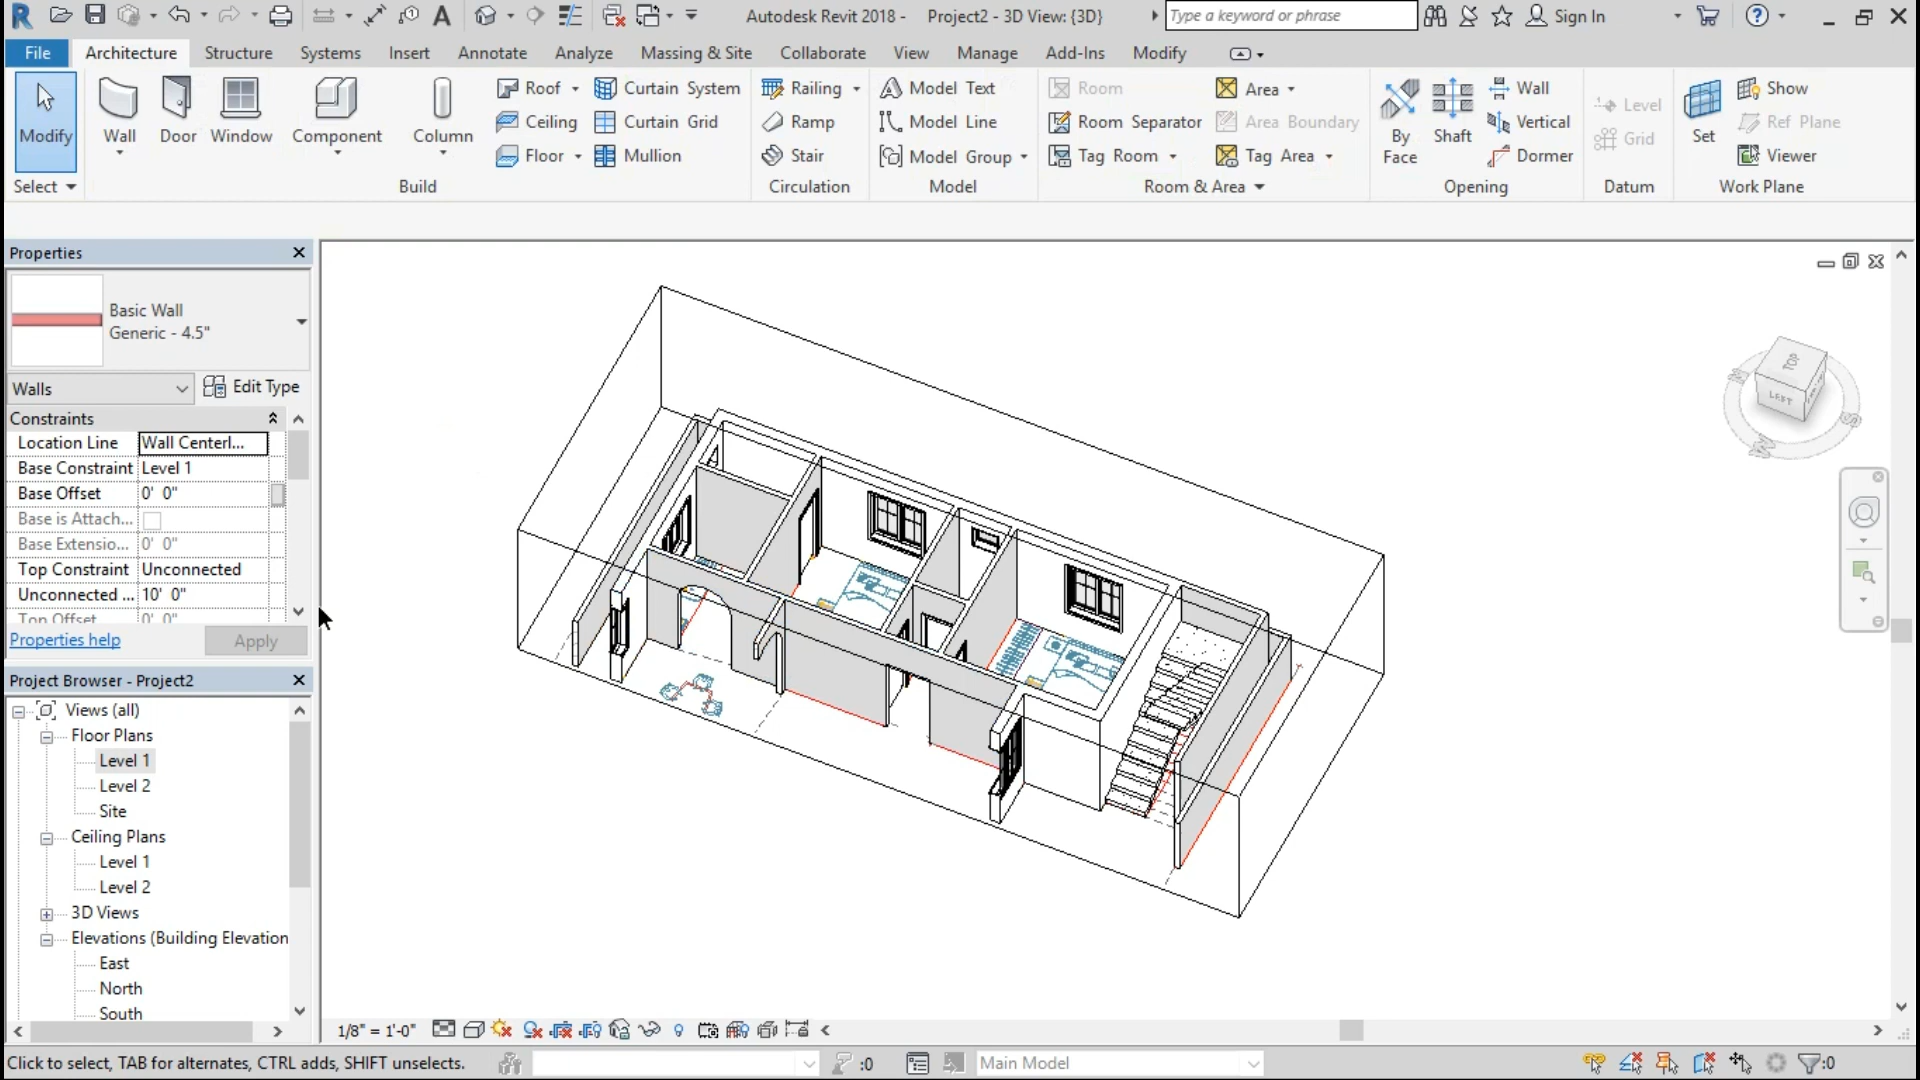 Autodesk Revit 2018 - Project2 - 3D View: {3D}
Type a keyword or phrase
Sign In
File Architecture Structure Systems Insert Annotate Analyze Massing & Site Collaborate View Manage Add-Ins Modify
Modify
Wall
Door
Window
Component
Column
Roof
Ceiling
Floor
Curtain System
Curtain Grid
Mullion
Railing
Ramp
Stair
Model Text
Model Line
Model Group
Room
Room Separator
Tag Room
Area
Area Boundary
Tag Area
By Face
Shaft
Wall
Vertical
Dormer
Level
Grid
Set
Show
Ref Plane
Viewer
Select Build Circulation Model Room & Area Opening Datum Work Plane
Properties
Basic Wall
Generic - 4.5"
Walls Edit Type
Constraints
Location Line Wall Centerl...
Base Constraint Level 1
Base Offset 0' 0"
Base is Attach...
Base Extensio... 0' 0"
Top Constraint Unconnected
Unconnected ... 10' 0"
Top Offset 0' 0"
Properties help Apply
Project Browser - Project2
Views (all)
Floor Plans
Level 1
Level 2
Site
Ceiling Plans
Level 1
Level 2
3D Views
Elevations (Building Elevation
East
North
South
TOP
LEFT
S
W
1/8" = 1'-0"
Click to select, TAB for alternates, CTRL adds, SHIFT unselects.
:0
Main Model
:0